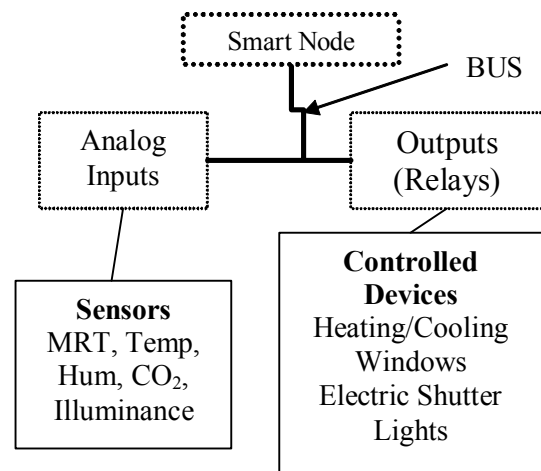 Smart Node
BUS
Analog
Inputs
Outputs
(Relays)
Sensors
MRT, Temp,
Hum, CO₂,
Illuminance
Controlled
Devices
Heating/Cooling
Windows
Electric Shutter
Lights